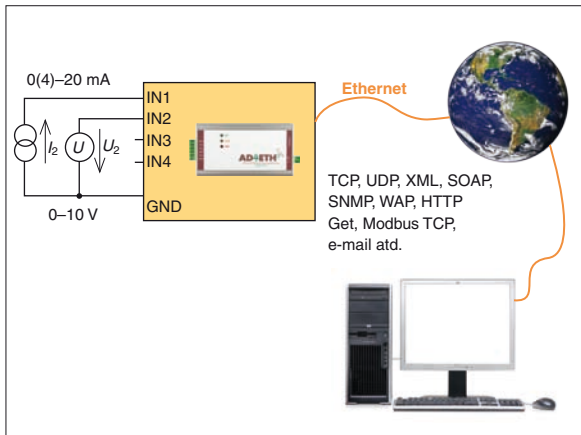 0(4)–20 mA
IN1
IN2
IN3
IN4
GND
I2
U
U2
0–10 V
AD4ETH
Ethernet
TCP, UDP, XML, SOAP,
SNMP, WAP, HTTP
Get, Modbus TCP,
e-mail atd.